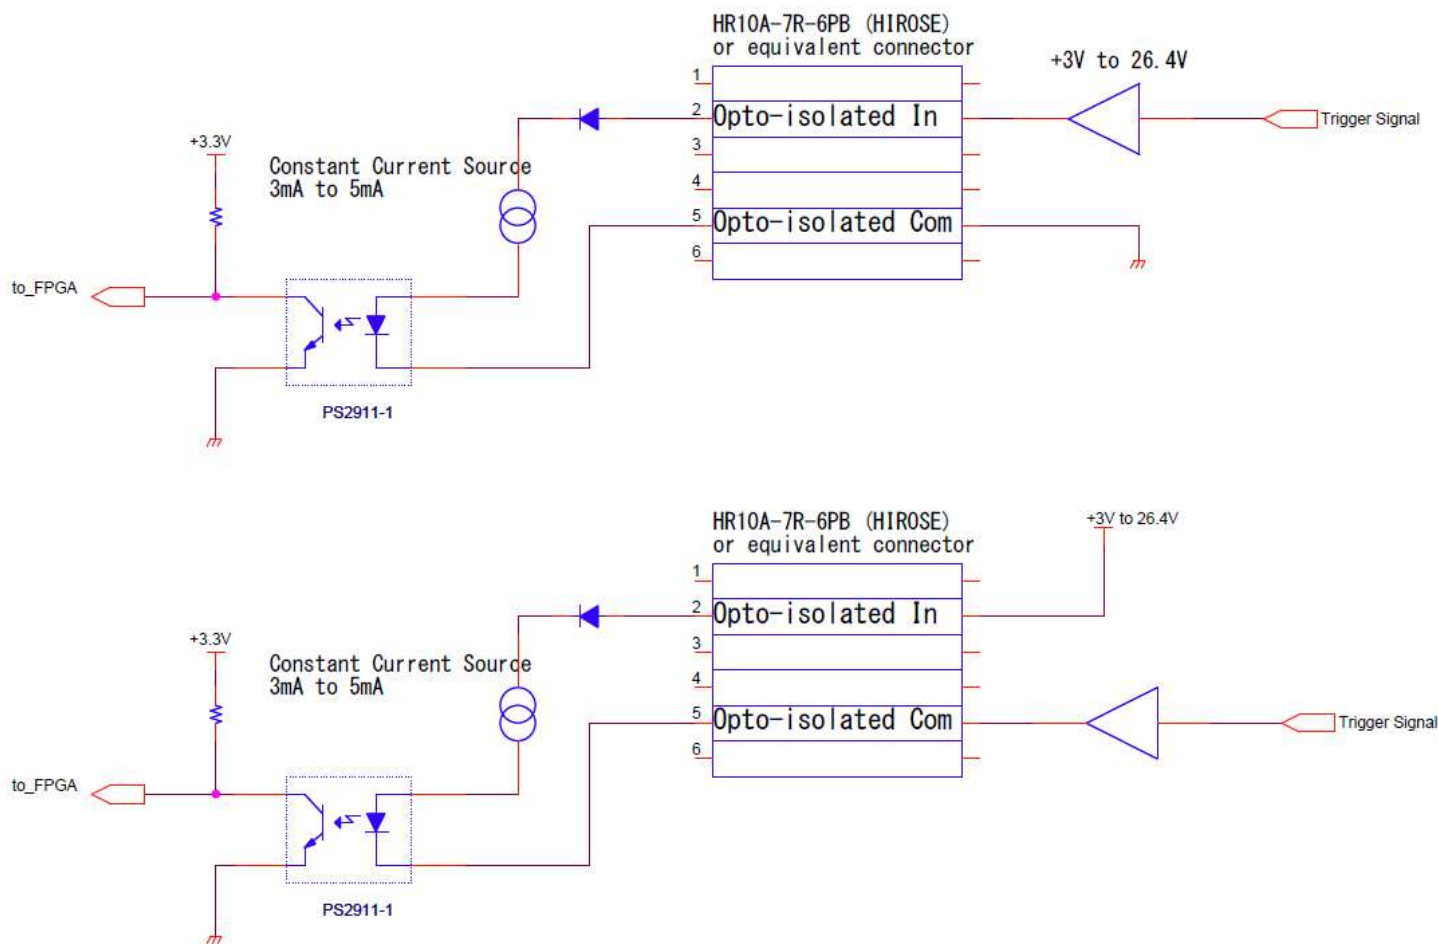 HR10A-7R-6PB (HIROSE)
or equivalent connector
+3V to 26.4V
1
2
Opto-isolated In
Trigger Signal
3
4
5
Opto-isolated Com
6
+3.3V
Constant Current Source
3mA to 5mA
to_FPGA
PS2911-1
HR10A-7R-6PB (HIROSE)
or equivalent connector
+3V to 26.4V
1
2
Opto-isolated In
3
4
5
Opto-isolated Com
Trigger Signal
6
+3.3V
Constant Current Source
3mA to 5mA
to_FPGA
PS2911-1